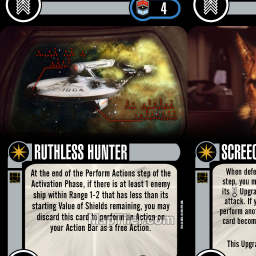 4
RUTHLESS HUNTER
SCREE
At the end of the Perform Actions step of the
Activation Phase, if there is at least 1 enemy
ship within Range 1-2 that has less than its
starting Value of Shields remaining, you may
discard this card to perform an Action on
your Action Bar as a free Action.
When
step, you m
its Upgra
attack. If y
perform anot
card becom
This Upgra